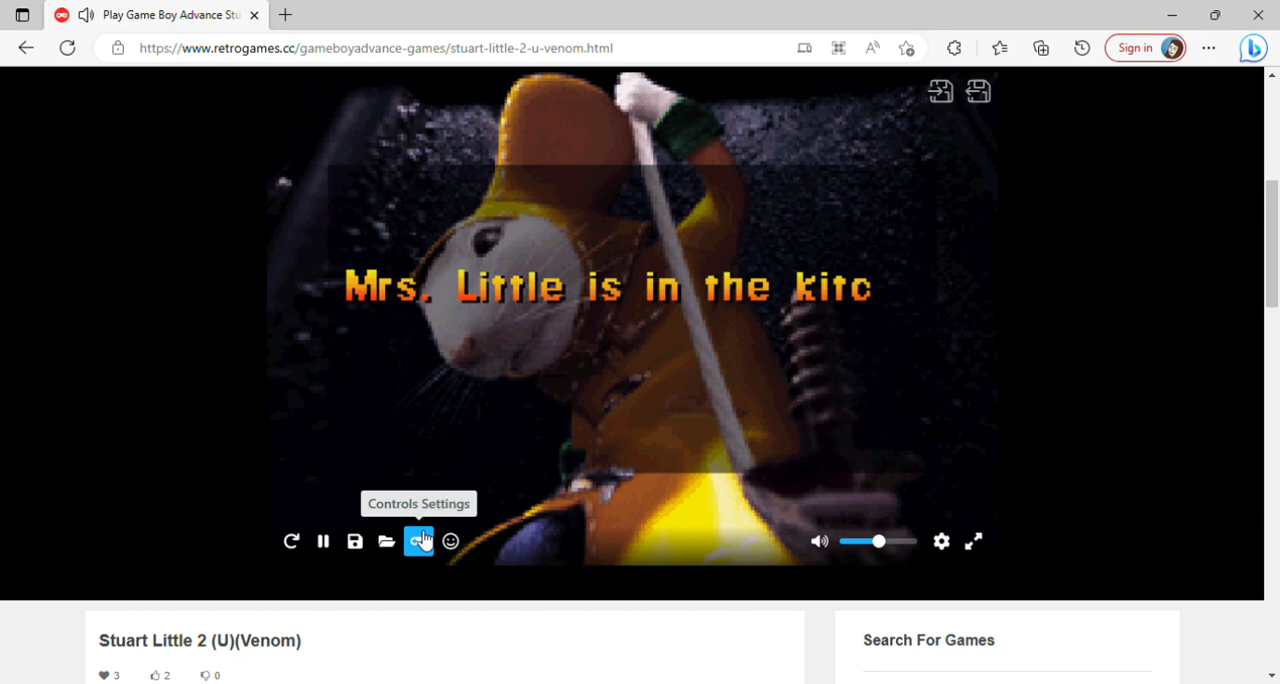 Play Game Boy Advance Stu
https://www.retrogames.cc/gameboyadvance-games/stuart-little-2-u-venom.html
Sign in
Mrs. Little is in the kitc
Controls Settings
Stuart Little 2 (U)(Venom)
3 2 0
Search For Games